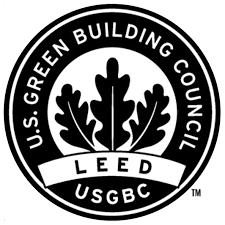 U.S. GREEN BUILDING COUNCIL
LEED
USGBC
TM